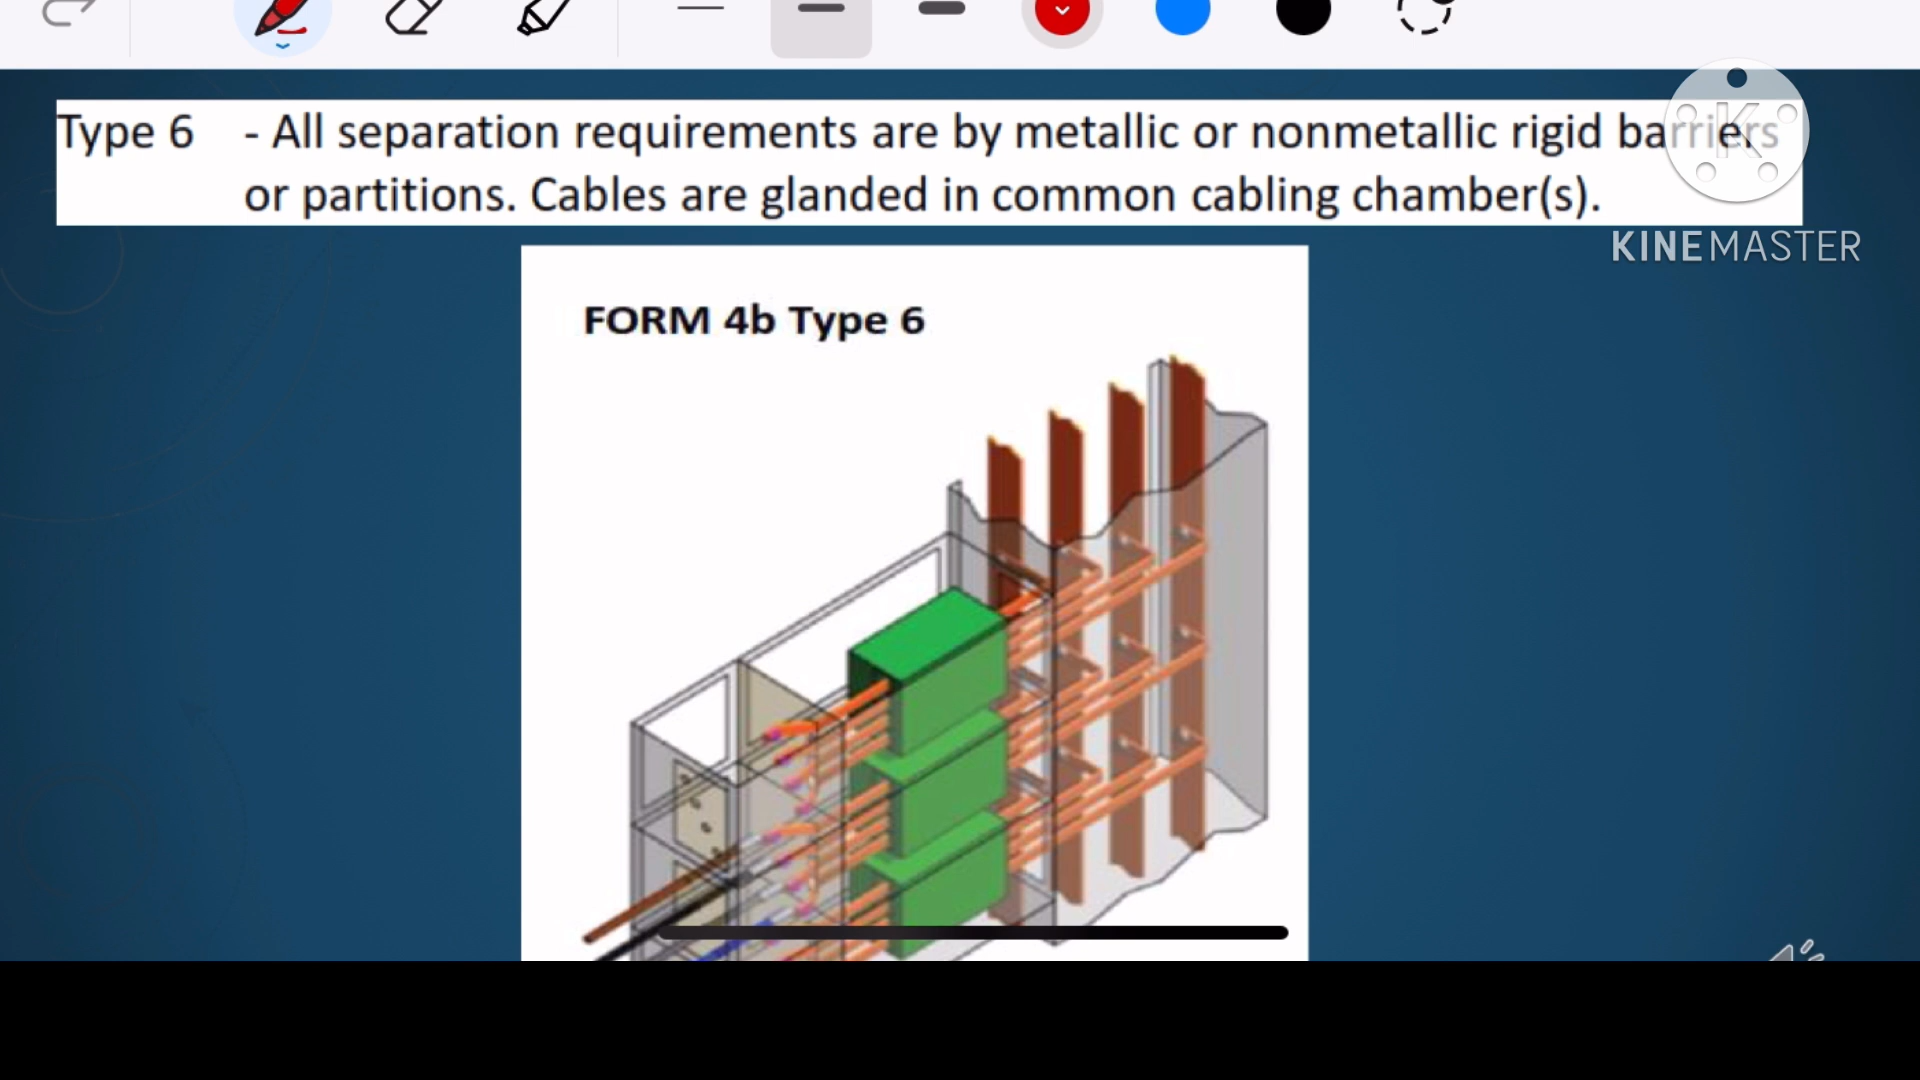 Type 6 - All separation requirements are by metallic or nonmetallic rigid barriers
or partitions. Cables are glanded in common cabling chamber(s).
K
KINEMASTER
FORM 4b Type 6